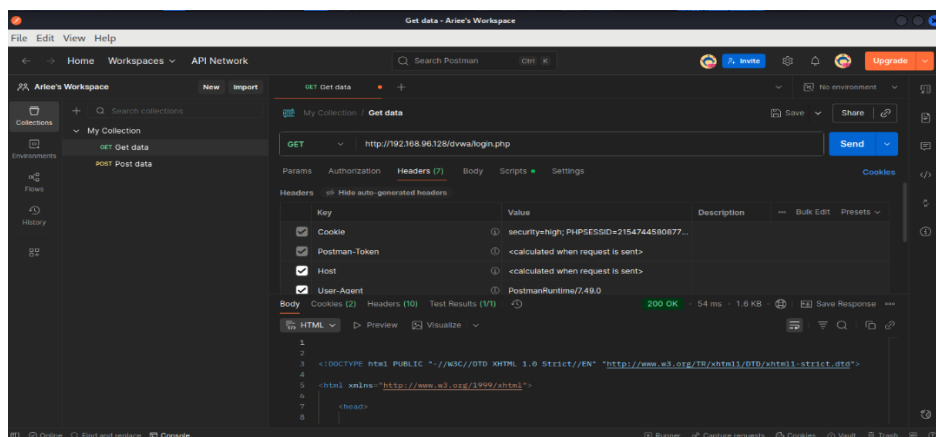 Get data - Ariee's Workspace
File Edit View Help
Home Workspaces API Network Search Postman Ctrl K Invite Upgrade
Ariee's Workspace New Import GET Get data No environment
Collections Search collections My Collection / Get data Save Share
My Collection
GET Get data GET http://192.168.96.128/dvwa/login.php Send
Environments POST Post data
Params Authorization Headers (7) Body Scripts Settings Cookies
Flows Headers Hide auto-generated headers
Key Value Description Bulk Edit Presets
History
Cookie security=high; PHPSESSID=2154744580877...
Postman-Token <calculated when request is sent>
Host <calculated when request is sent>
User-Agent PostmanRuntime/7.49.0
Body Cookies (2) Headers (10) Test Results (1/1) 200 OK 54 ms 1.6 KB Save Response
HTML Preview Visualize
1
2
3 <!DOCTYPE html PUBLIC "-//W3C//DTD XHTML 1.0 Strict//EN" "http://www.w3.org/TR/xhtml1/DTD/xhtml1-strict.dtd">
4
5 <html xmlns="http://www.w3.org/1999/xhtml">
6
7 <head>
8
Online Find and replace Console Runner Capture requests Cookies Vault Trash